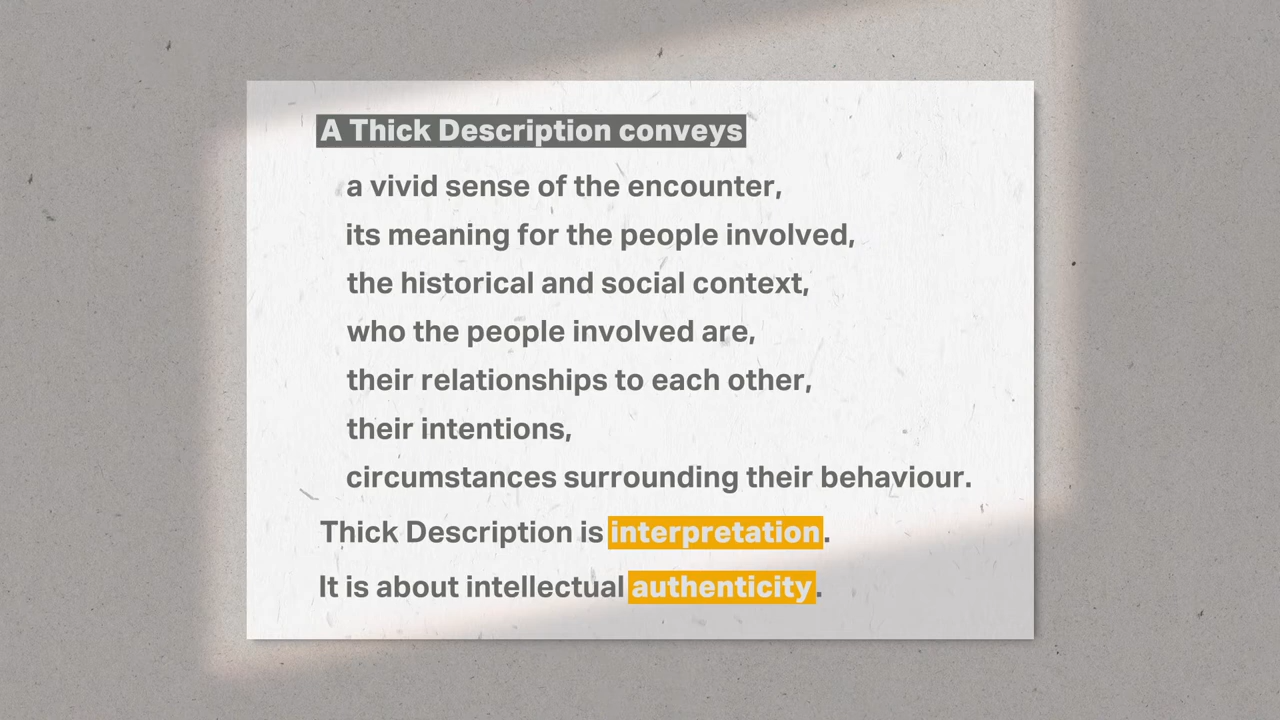 A Thick Description conveys
a vivid sense of the encounter,
its meaning for the people involved,
the historical and social context,
who the people involved are,
their relationships to each other,
their intentions,
circumstances surrounding their behaviour.
Thick Description is interpretation.
It is about intellectual authenticity.